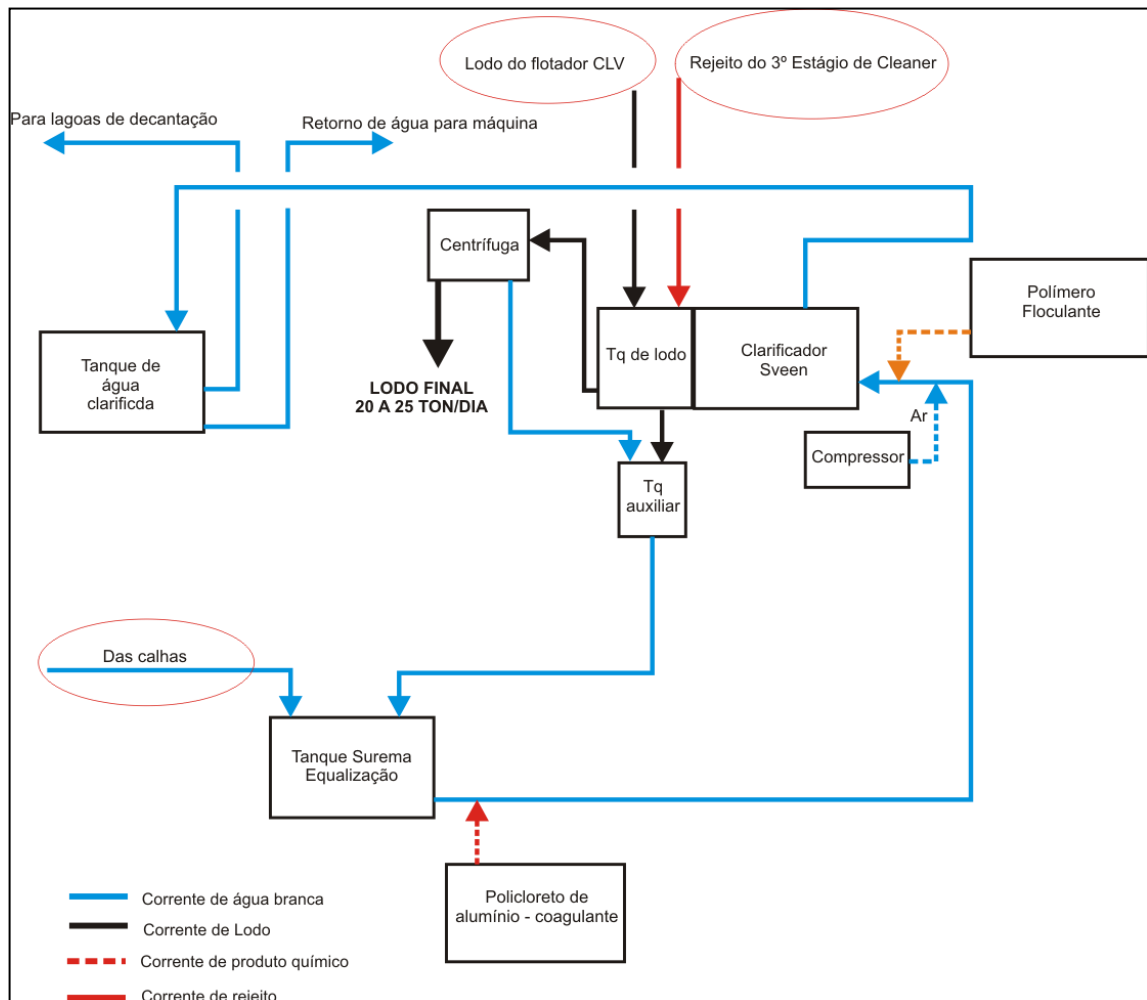 Lodo do flotador CLV
Rejeito do 3º Estágio de Cleaner
Para lagoas de decantação
Retorno de água para máquina
Centrífuga
Polímero
Floculante
Tanque de
água
clarificda
Tq de lodo
Clarificador
Sveen
LODO FINAL
20 A 25 TON/DIA
Ar
Compressor
Tq
auxiliar
Das calhas
Tanque Surema
Equalização
Policloreto de
alumínio - coagulante
Corrente de água branca
Corrente de Lodo
Corrente de produto químico
Corrente de rejeito